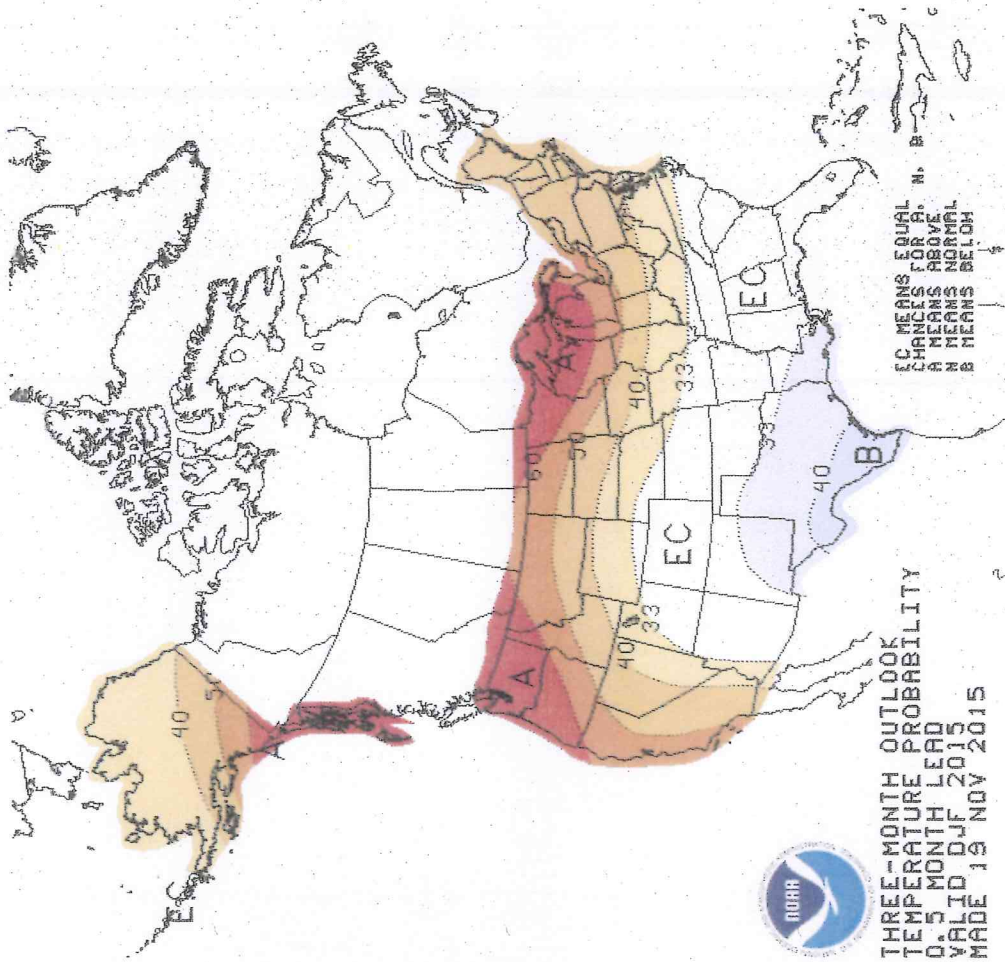 THREE-MONTH OUTLOOK
TEMPERATURE PROBABILITY
0.5 MONTH LEAD
VALID DJF 2015
MADE 19 NOV 2015
EC MEANS EQUAL
CHANCES FOR A, N, B
A MEANS ABOVE
N MEANS NORMAL
B MEANS BELOW
NOAA
40
A
A
A
60
50
40
40
33
33
EC
EC
33
40
B